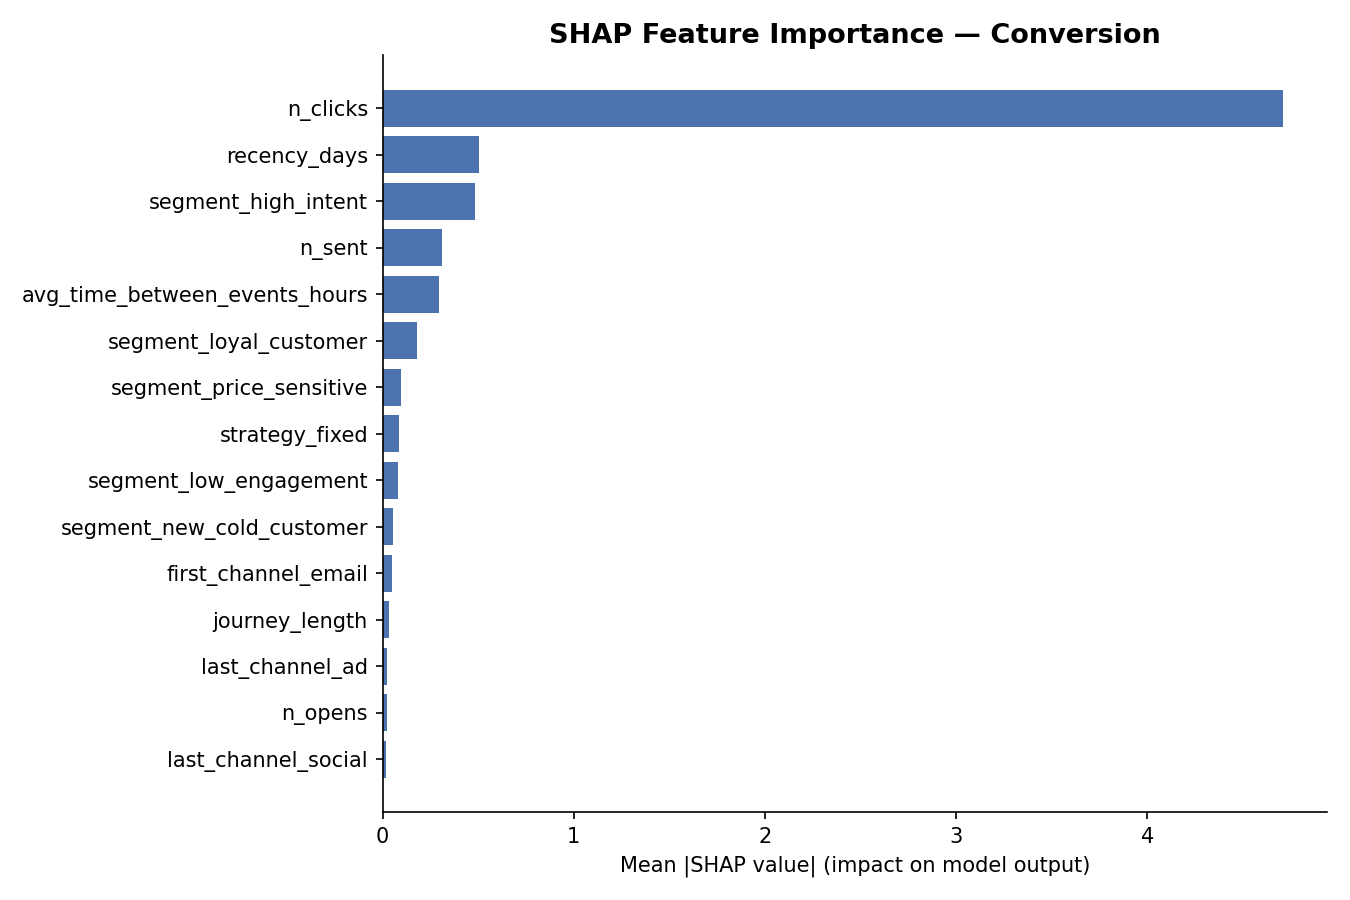 SHAP Feature Importance — Conversion
n_clicks
recency_days
segment_high_intent
n_sent
avg_time_between_events_hours
segment_loyal_customer
segment_price_sensitive
strategy_fixed
segment_low_engagement
segment_new_cold_customer
first_channel_email
journey_length
last_channel_ad
n_opens
last_channel_social
0 1 2 3 4
Mean |SHAP value| (impact on model output)